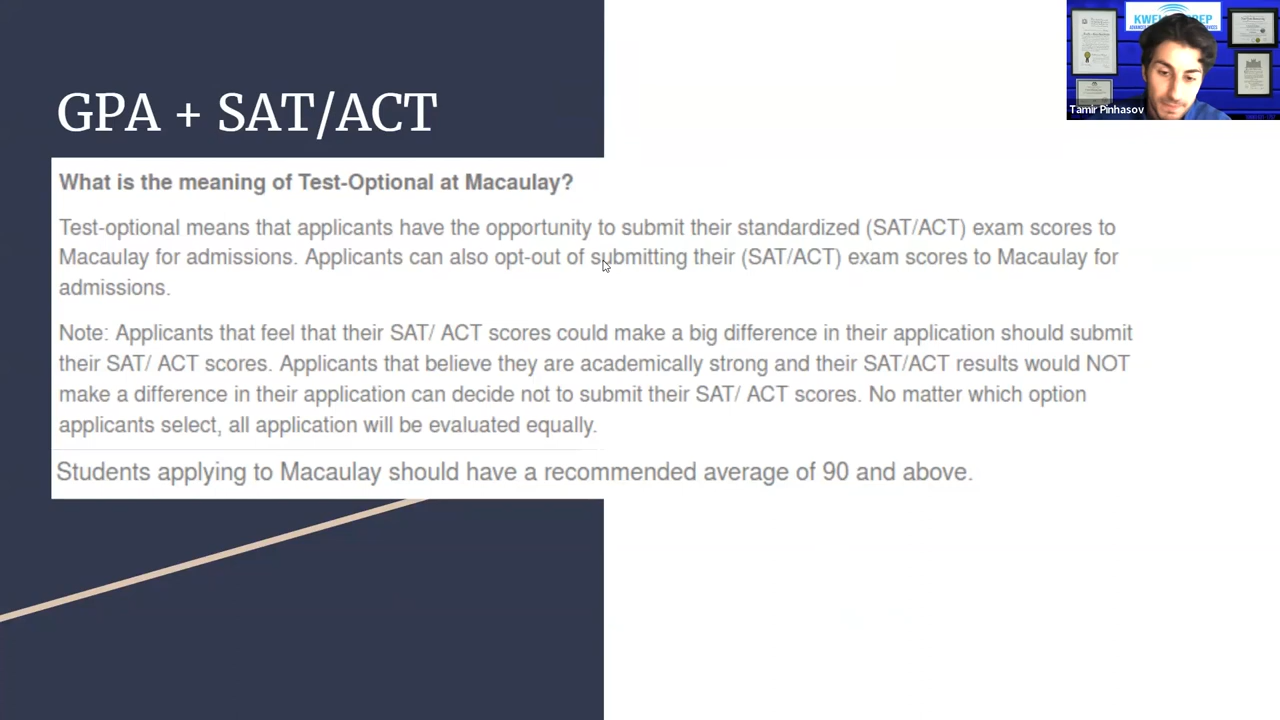 GPA + SAT/ACT
What is the meaning of Test-Optional at Macaulay?
Test-optional means that applicants have the opportunity to submit their standardized (SAT/ACT) exam scores to
Macaulay for admissions. Applicants can also opt-out of submitting their (SAT/ACT) exam scores to Macaulay for
admissions.
Note: Applicants that feel that their SAT/ ACT scores could make a big difference in their application should submit
their SAT/ ACT scores. Applicants that believe they are academically strong and their SAT/ACT results would NOT
make a difference in their application can decide not to submit their SAT/ ACT scores. No matter which option
applicants select, all application will be evaluated equally.
Students applying to Macaulay should have a recommended average of 90 and above.
Tamir Pinhasov